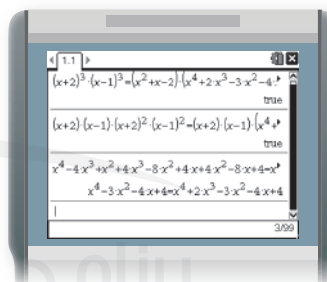 1.1
(x+2)³·(x-1)³=(x²+x-2)·(x⁴+2·x³-3·x²-4·
true
(x+2)·(x-1)·(x+2)²·(x-1)²=(x+2)·(x-1)·(x⁴+
true
x⁴-4·x³+x²+4·x³-8·x²+4·x+4·x²-8·x+4=x
x⁴-3·x²-4·x+4=x⁴+2·x³-3·x²-4·x+4
3/99